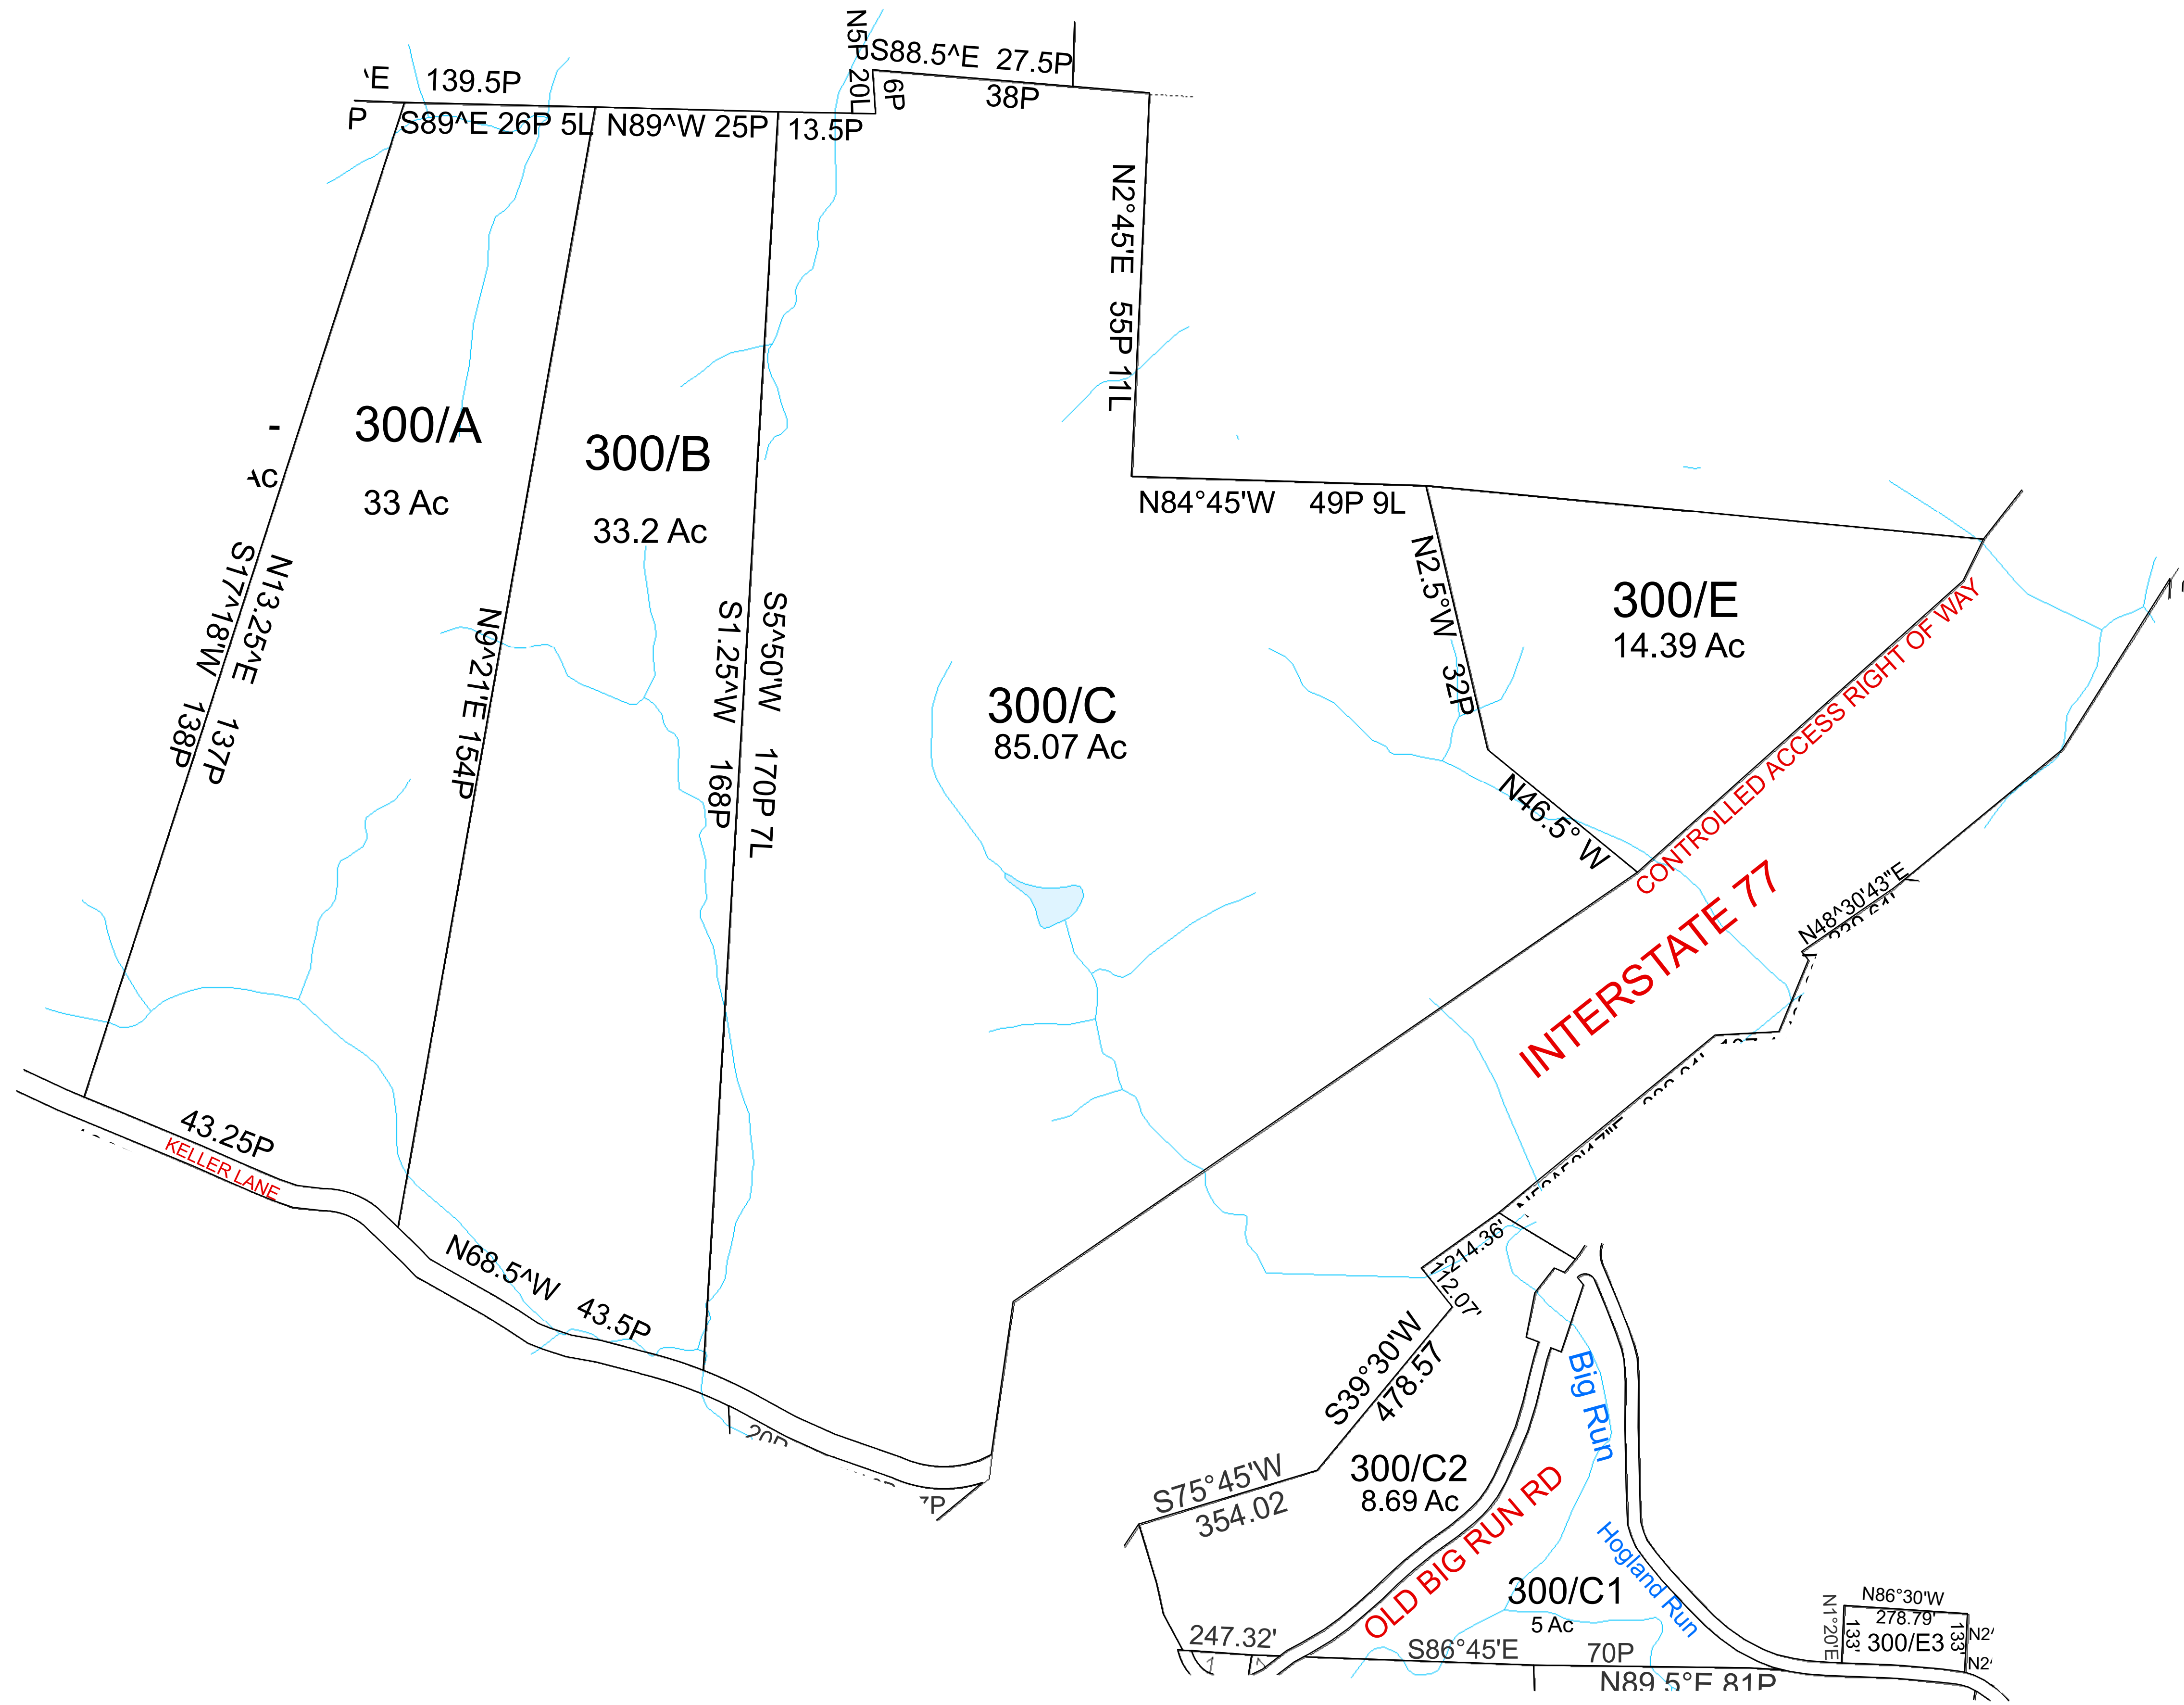 N5P 20L
S88.5^E 27.5P
6P
38P
139.5P
P
S89^E 26P 5L
N89^W 25P
13.5P
N2°45'E 55P 11L
300/A
33 Ac
300/B
33.2 Ac
N84°45'W 49P 9L
N2.5°W 32P
300/E
14.39 Ac
CONTROLLED ACCESS RIGHT OF WAY
N13.25^E 137P
S17^18'W 138P
N9^21'E 154P
S5^50'W 170P 7L
S1.25^W 168P
300/C
85.07 Ac
N46.5° W
INTERSTATE 77
N48^30'43"E
43.25P
KELLER LANE
N68.5^W 43.5P
214.36'
112.07'
S39°30'W
478.57
Big Run
S75°45'W
354.02
300/C2
8.69 Ac
OLD BIG RUN RD
Hogland Run
300/C1
5 Ac
247.32'
S86°45'E 70P
N89.5°E 81P
N86°30'W
278.79'
N1°20'E
133'
300/E3
133'